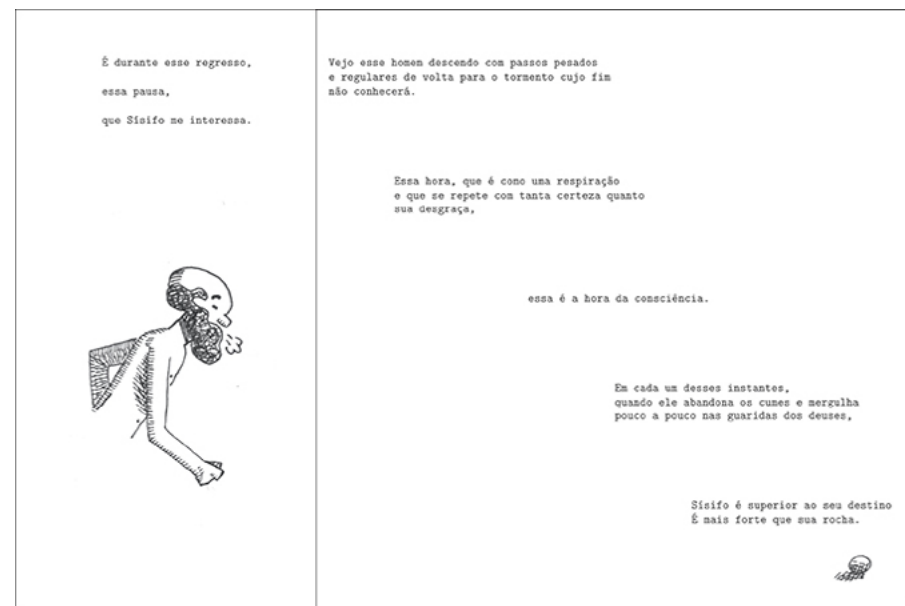 É durante esse regresso,
essa pausa,
que Sísifo me interessa.
Vejo esse homem descendo com passos pesados
e regulares de volta para o tormento cujo fim
não conhecerá.
Essa hora, que é como uma respiração
e que se repete com tanta certeza quanto
sua desgraça,
essa é a hora da consciência.
Em cada um desses instantes,
quando ele abandona os cumes e mergulha
pouco a pouco nas guaridas dos deuses,
Sísifo é superior ao seu destino
É mais forte que sua rocha.